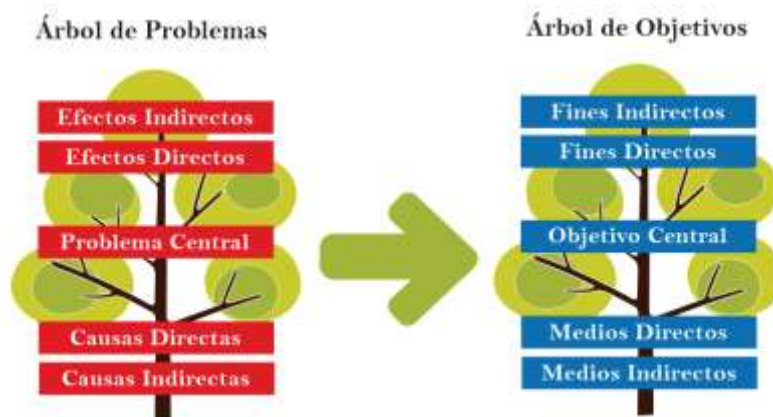 Árbol de Problemas
Efectos Indirectos
Efectos Directos
Problema Central
Causas Directas
Causas Indirectas
Árbol de Objetivos
Fines Indirectos
Fines Directos
Objetivo Central
Medios Directos
Medios Indirectos